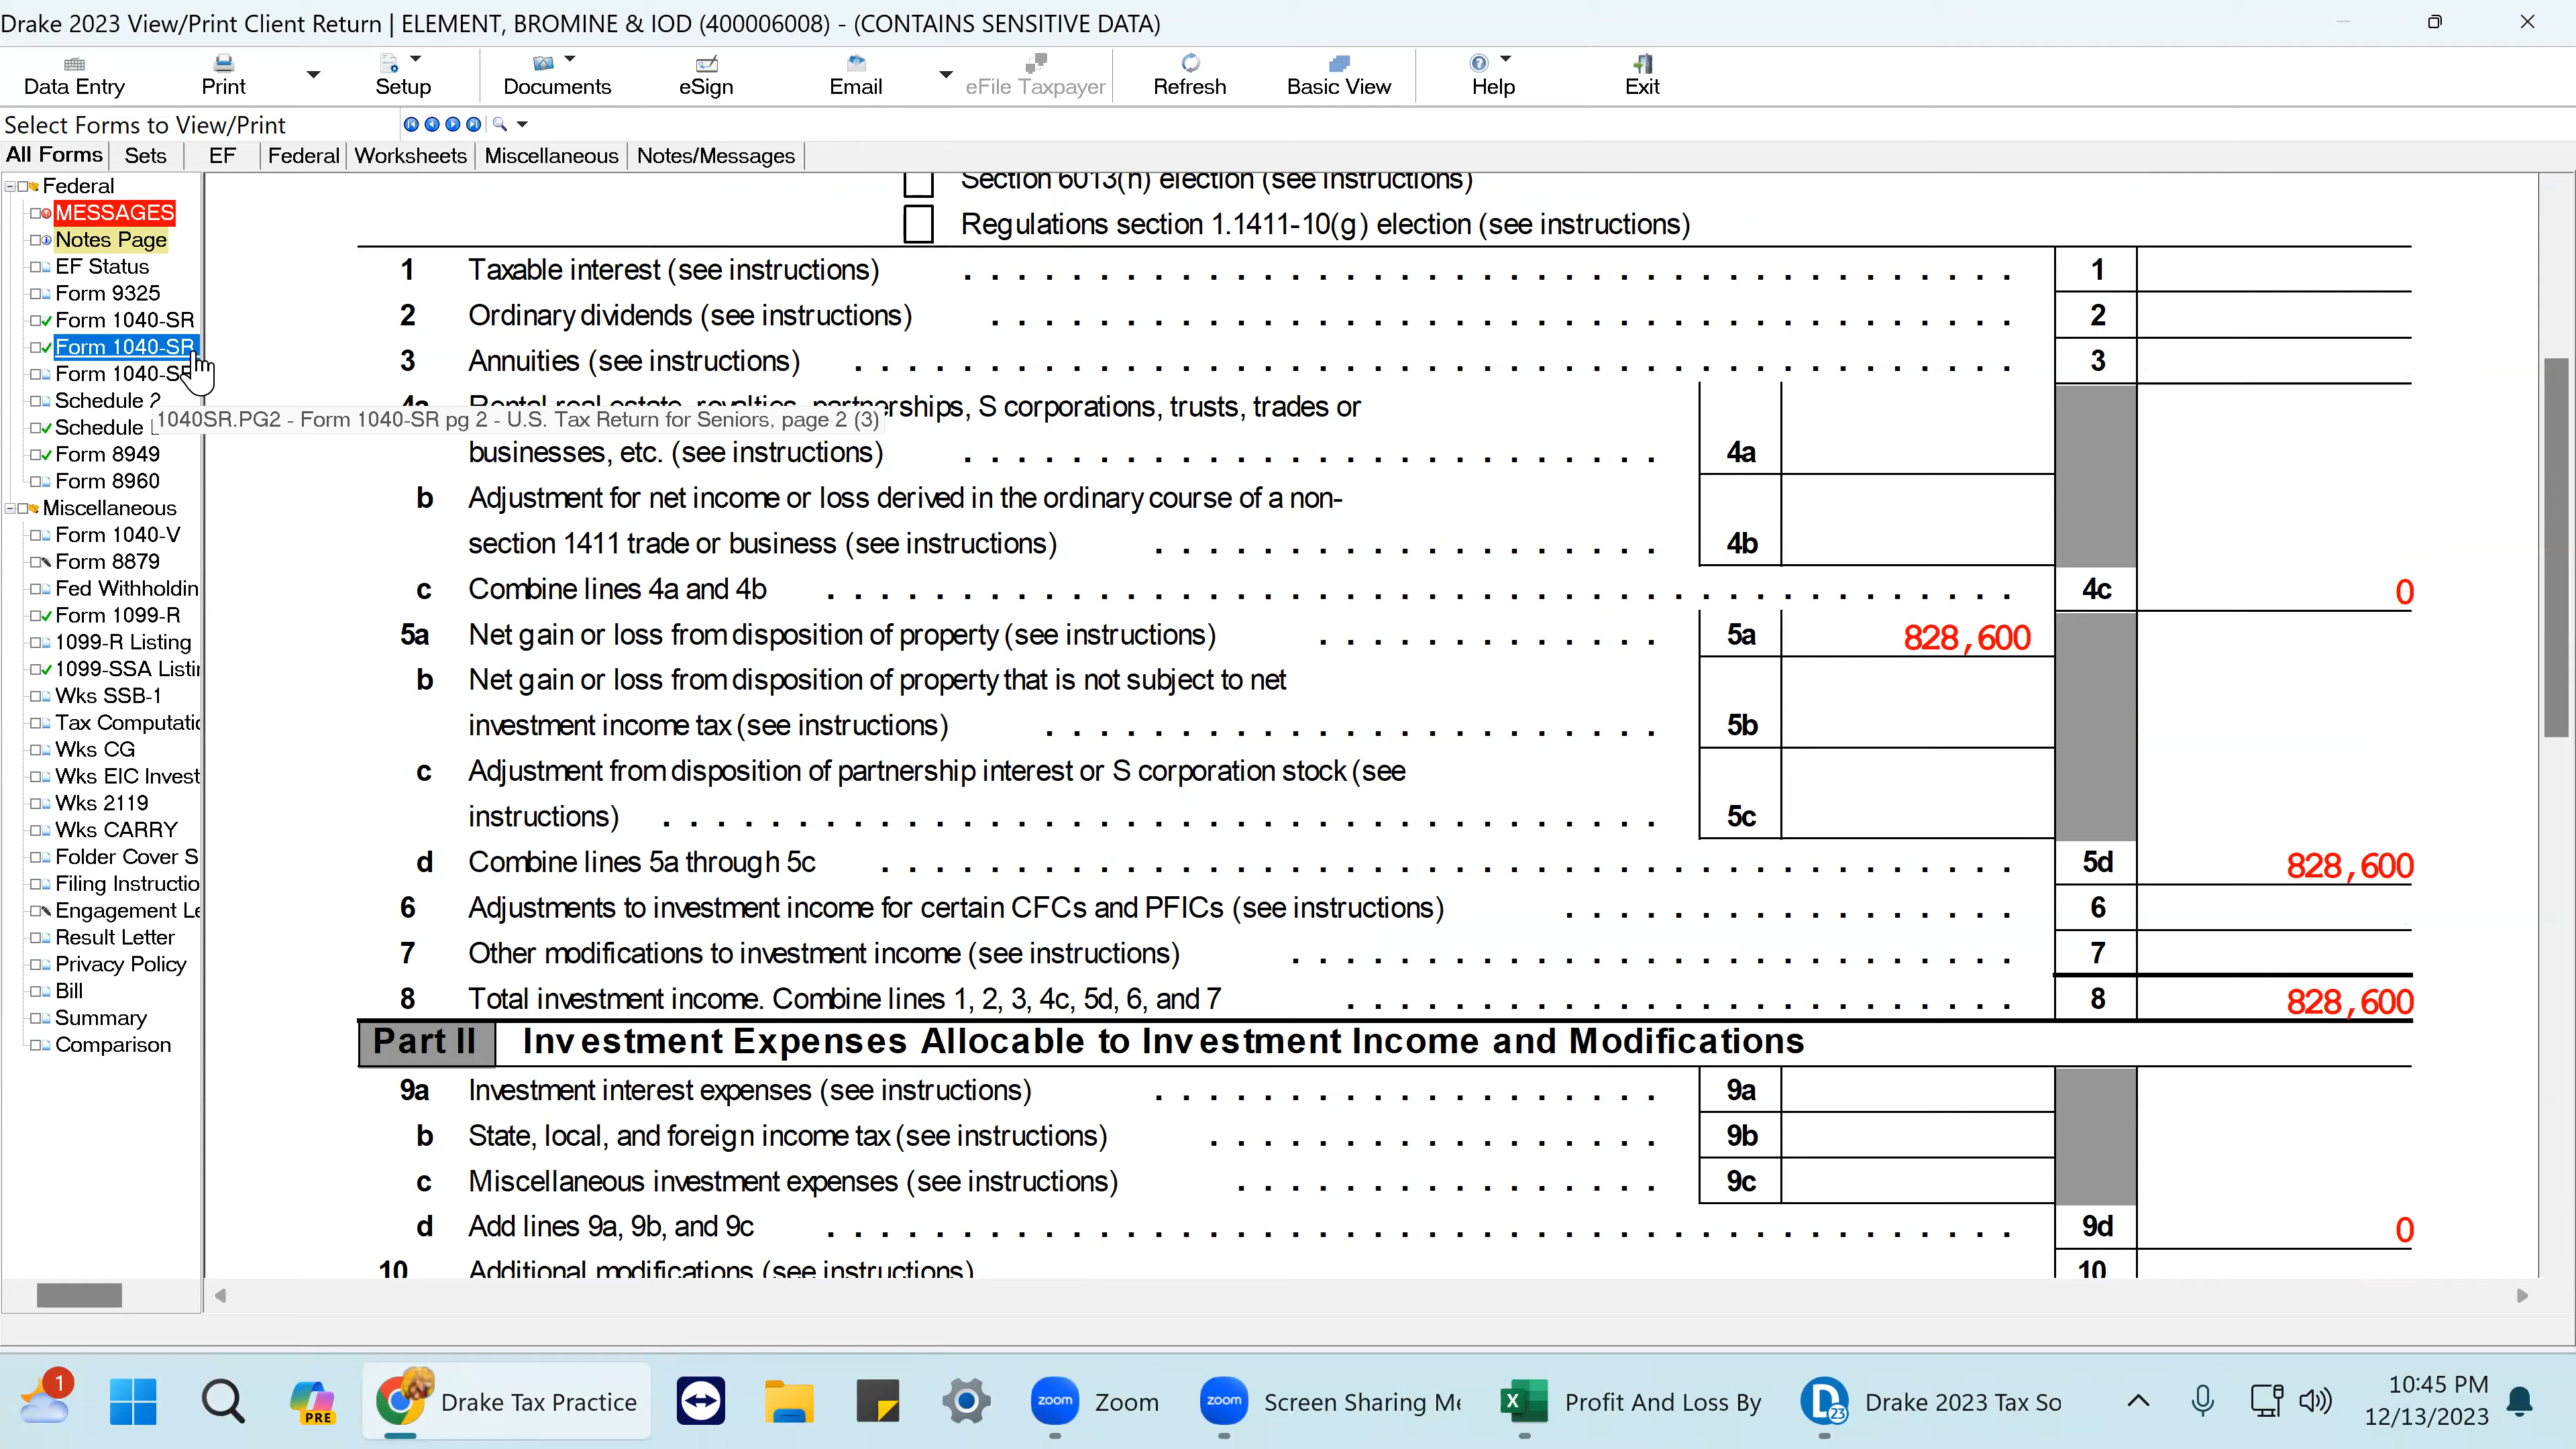 Drake 2023 View/Print Client Return | ELEMENT, BROMINE & IOD (400006008) - (CONTAINS SENSITIVE DATA)
Data Entry Print Setup Documents eSign Email eFile Taxpayer Refresh Basic View Help Exit
Select Forms to View/Print
All Forms Sets EF Federal Worksheets Miscellaneous Notes/Messages
Federal
MESSAGES
Notes Page
EF Status
Form 9325
Form 1040-SR
Form 1040-SR
Form 1040-SR
Schedule 2
Schedule
Form 8949
Form 8960
Miscellaneous
Form 1040-V
Form 8879
Fed Withholdin
Form 1099-R
1099-R Listing
1099-SSA Listin
Wks SSB-1
Tax Computatio
Wks CG
Wks EIC Invest
Wks 2119
Wks CARRY
Folder Cover S
Filing Instructio
Engagement Le
Result Letter
Privacy Policy
Bill
Summary
Comparison
1040SR.PG2 - Form 1040-SR pg 2 - U.S. Tax Return for Seniors, page 2 (3)
Section 6013(h) election (see instructions)
Regulations section 1.1411-10(g) election (see instructions)
1 Taxable interest (see instructions) 1
2 Ordinary dividends (see instructions) 2
3 Annuities (see instructions) 3
4a Rental real estate, royalties, partnerships, S corporations, trusts, trades or
businesses, etc. (see instructions) 4a
b Adjustment for net income or loss derived in the ordinary course of a non-
section 1411 trade or business (see instructions) 4b
c Combine lines 4a and 4b 4c 0
5a Net gain or loss from disposition of property (see instructions) 5a 828,600
b Net gain or loss from disposition of property that is not subject to net
investment income tax (see instructions) 5b
c Adjustment from disposition of partnership interest or S corporation stock (see
instructions) 5c
d Combine lines 5a through 5c 5d 828,600
6 Adjustments to investment income for certain CFCs and PFICs (see instructions) 6
7 Other modifications to investment income (see instructions) 7
8 Total investment income. Combine lines 1, 2, 3, 4c, 5d, 6, and 7 8 828,600
Part II Investment Expenses Allocable to Investment Income and Modifications
9a Investment interest expenses (see instructions) 9a
b State, local, and foreign income tax (see instructions) 9b
c Miscellaneous investment expenses (see instructions) 9c
d Add lines 9a, 9b, and 9c 9d 0
10 Additional modifications (see instructions) 10
1 PRE Drake Tax Practice zoom Zoom zoom Screen Sharing Me Profit And Loss By D 23 Drake 2023 Tax So
10:45 PM
12/13/2023